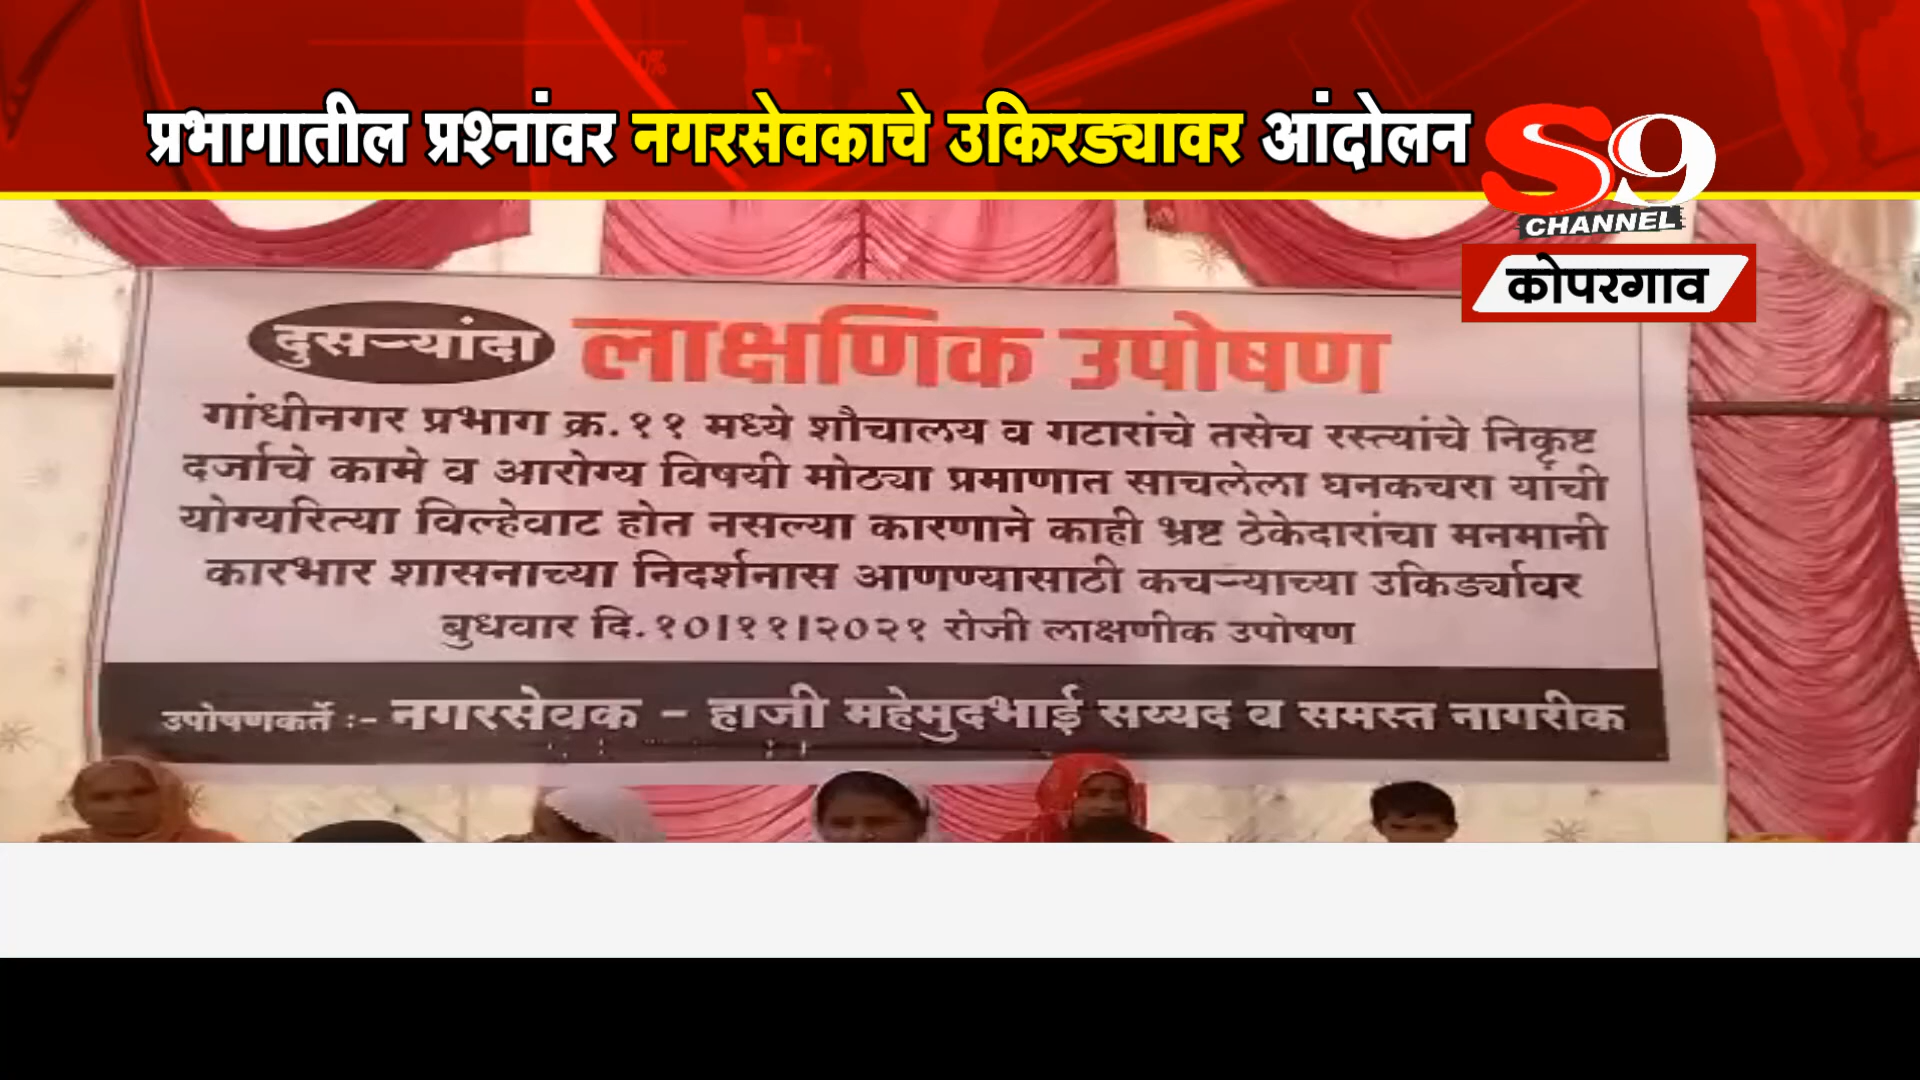 प्रभागातील प्रश्नांवर नगरसेवकाचे उकिरड्यावर आंदोलन
S9
CHANNEL
कोपरगाव
दुसऱ्यांदा लाक्षणिक उपोषण
गांधीनगर प्रभाग क्र.११ मध्ये शौचालय व गटारांचे तसेच रस्त्यांचे निकृष्ट
दर्जाचे कामे व आरोग्य विषयी मोठ्या प्रमाणात साचलेला घनकचरा यांची
योग्यरित्या विल्हेवाट होत नसल्या कारणाने काही भ्रष्ट ठेकेदारांचा मनमानी
कारभार शासनाच्या निदर्शनास आणण्यासाठी कचऱ्याच्या उकिर्ड्यावर
बुधवार दि.१०|११|२०२१ रोजी लाक्षणीक उपोषण
उपोषणकर्ते :- नगरसेवक - हाजी महेमुदभाई सय्यद व समस्त नागरीक